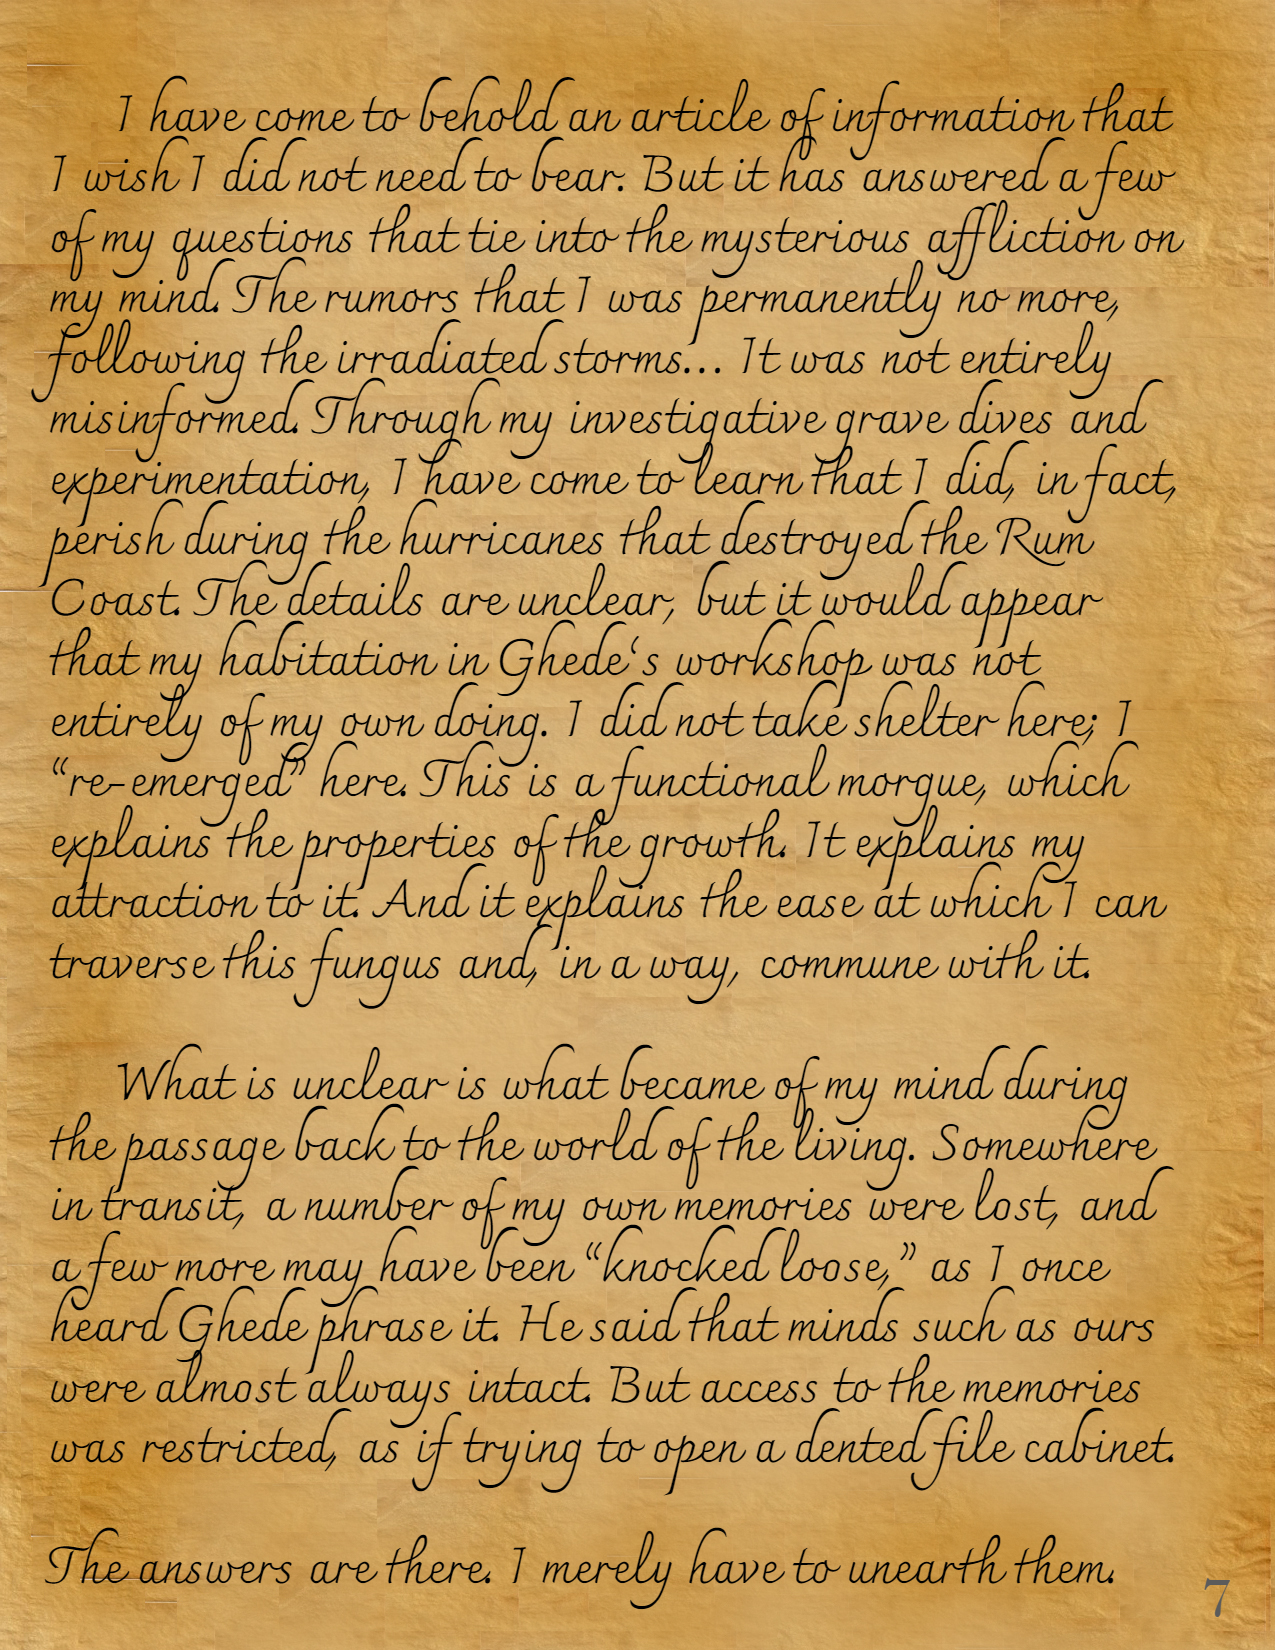 I have come to behold an article of information that
I wish I did not need to bear. But it has answered a few
of my questions that tie into the mysterious affliction on
my mind. The rumors that I was permanently no more,
following the irradiated storms... It was not entirely
misinformed. Through my investigative grave dives and
experimentation, I have come to learn that I did, in fact,
perish during the hurricanes that destroyed the Rum
Coast. The details are unclear, but it would appear
that my habitation in Ghede‘s workshop was not
entirely of my own doing. I did not take shelter here; I
“re-emerged” here. This is a functional morgue, which
explains the properties of the growth. It explains my
attraction to it. And it explains the ease at which I can
traverse this fungus and, in a way, commune with it.
What is unclear is what became of my mind during
the passage back to the world of the living. Somewhere
in transit, a number of my own memories were lost, and
a few more may have been “knocked loose,” as I once
heard Ghede phrase it. He said that minds such as ours
were almost always intact. But access to the memories
was restricted, as if trying to open a dented file cabinet.
The answers are there. I merely have to unearth them.
7